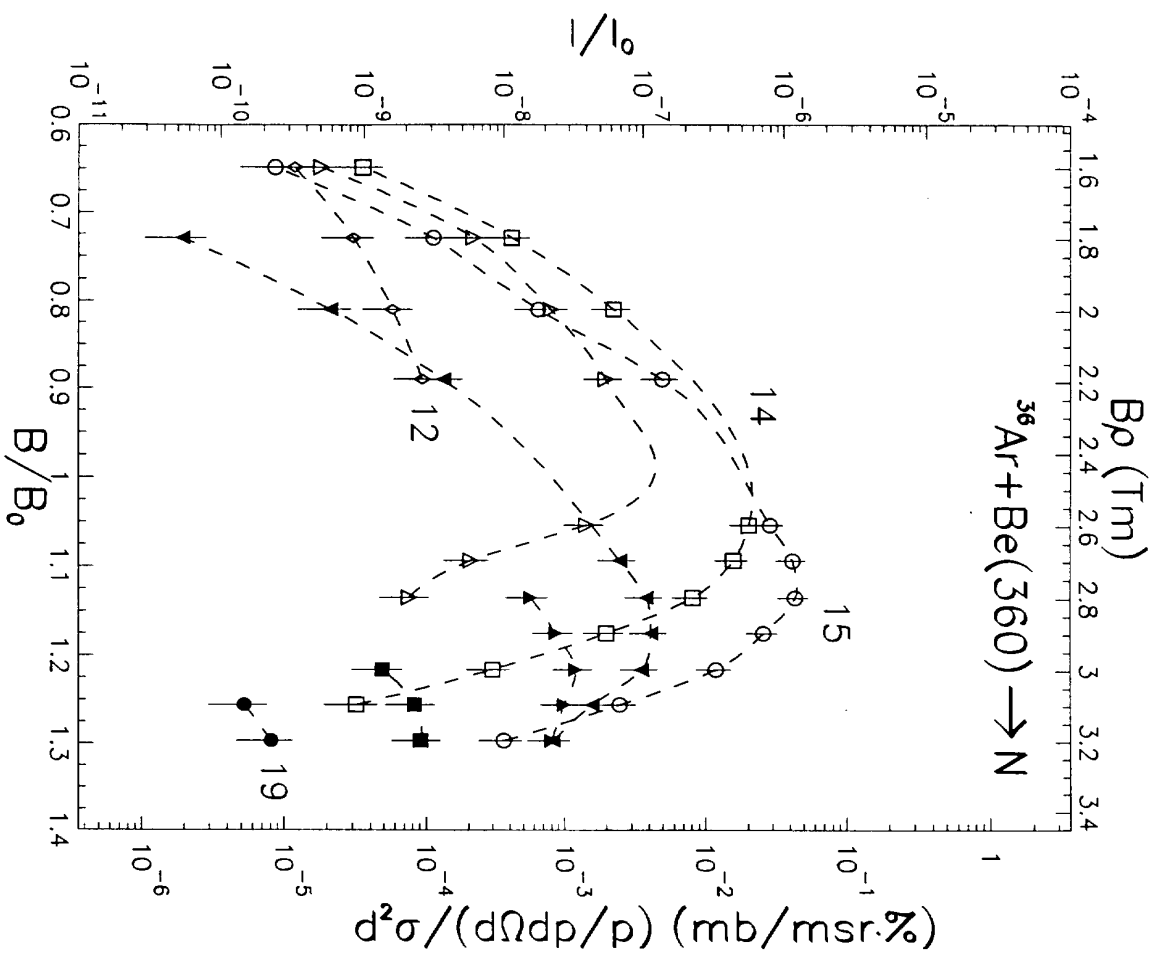 Bρ (Tm)
1.6 1.8 2 2.2 2.4 2.6 2.8 3 3.2 3.4
³⁶Ar+Be(360) → N
I/I₀
10⁻⁴
10⁻⁵
10⁻⁶
10⁻⁷
10⁻⁸
10⁻⁹
10⁻¹⁰
10⁻¹¹
1
10⁻¹
10⁻²
10⁻³
10⁻⁴
10⁻⁵
10⁻⁶
d²σ/(dΩdp/p) (mb/msr·%)
14
15
12
19
0.6 0.7 0.8 0.9 1 1.1 1.2 1.3 1.4
B/B₀